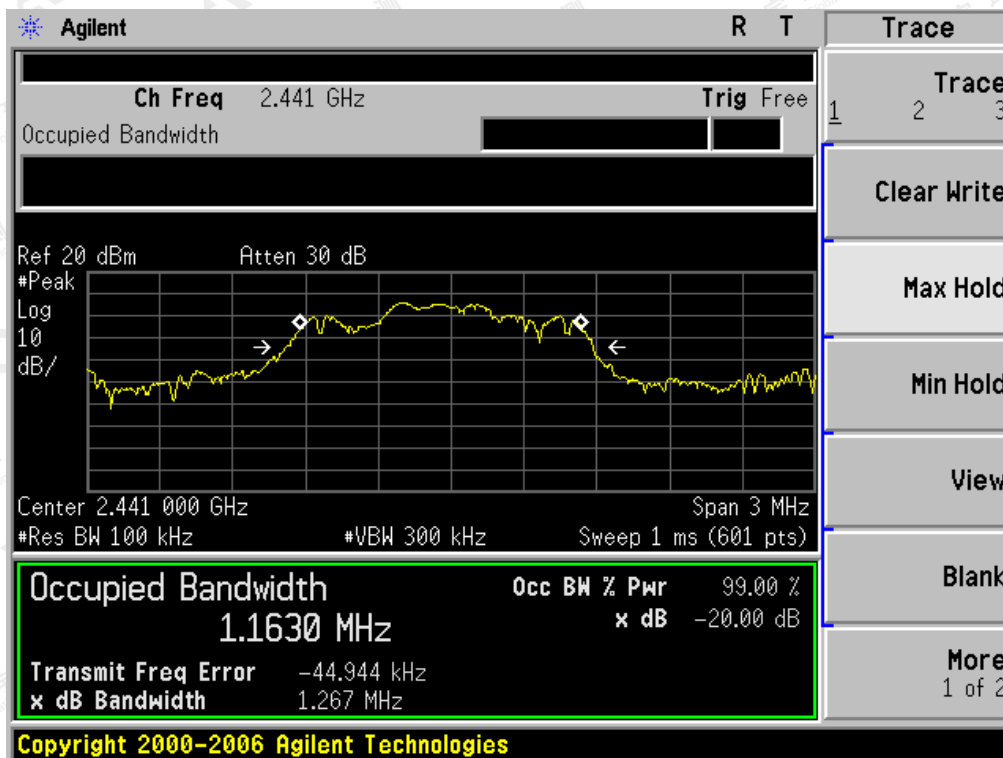 Agilent R T Trace
Ch Freq 2.441 GHz Trig Free
Occupied Bandwidth
Trace
1 2 3
Clear Write
Max Hold
Min Hold
View
Blank
More
1 of 2
Ref 20 dBm Atten 30 dB
#Peak
Log
10
dB/
Center 2.441 000 GHz Span 3 MHz
#Res BW 100 kHz #VBW 300 kHz Sweep 1 ms (601 pts)
Occupied Bandwidth Occ BW % Pwr 99.00 %
1.1630 MHz x dB -20.00 dB
Transmit Freq Error -44.944 kHz
x dB Bandwidth 1.267 MHz
Copyright 2000-2006 Agilent Technologies